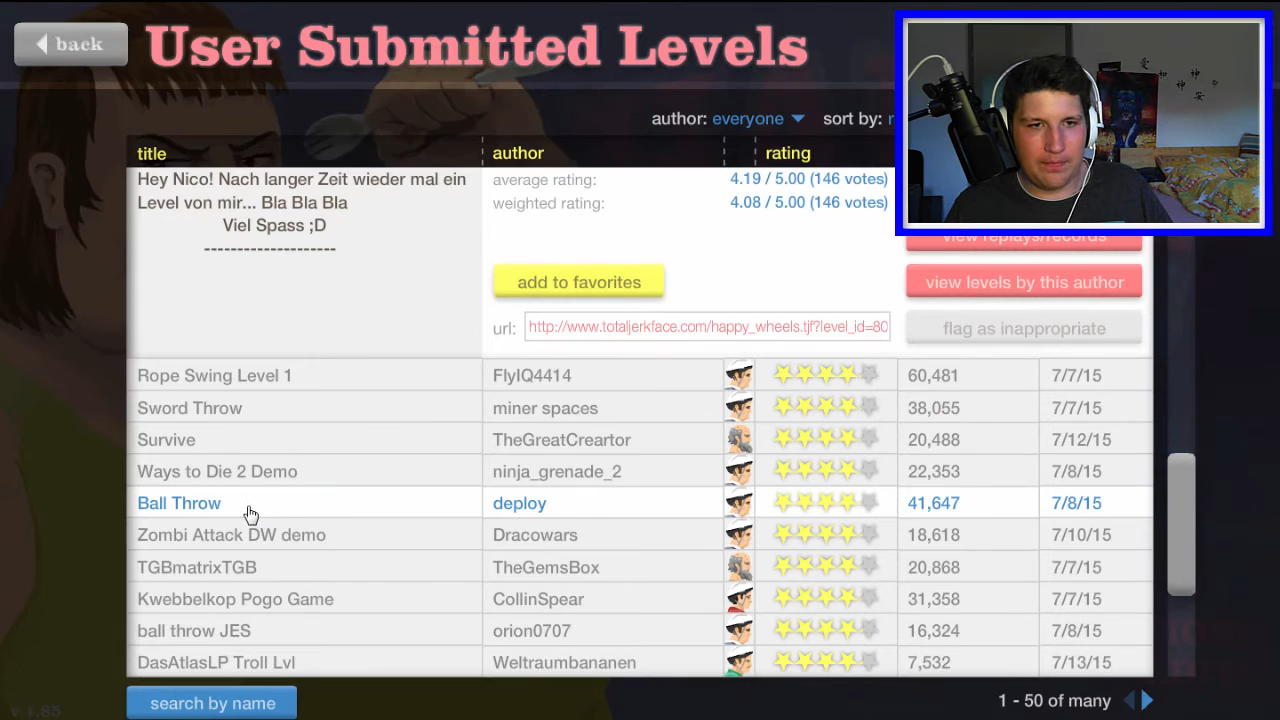 back
User Submitted Levels
author: everyone sort by:
title author rating
Hey Nico! Nach langer Zeit wieder mal ein
Level von mir... Bla Bla Bla
Viel Spass ;D
--------------------
average rating: 4.19 / 5.00 (146 votes)
weighted rating: 4.08 / 5.00 (146 votes)
view replays/records
add to favorites
view levels by this author
url: http://www.totaljerkface.com/happy_wheels.tjf?level_id=80
flag as inappropriate
Rope Swing Level 1 FlyIQ4414 60,481 7/7/15
Sword Throw miner spaces 38,055 7/7/15
Survive TheGreatCreartor 20,488 7/12/15
Ways to Die 2 Demo ninja_grenade_2 22,353 7/8/15
Ball Throw deploy 41,647 7/8/15
Zombi Attack DW demo Dracowars 18,618 7/10/15
TGBmatrixTGB TheGemsBox 20,868 7/7/15
Kwebbelkop Pogo Game CollinSpear 31,358 7/7/15
ball throw JES orion0707 16,324 7/8/15
DasAtlasLP Troll Lvl Weltraumbananen 7,532 7/13/15
search by name
1 - 50 of many
v 1.85